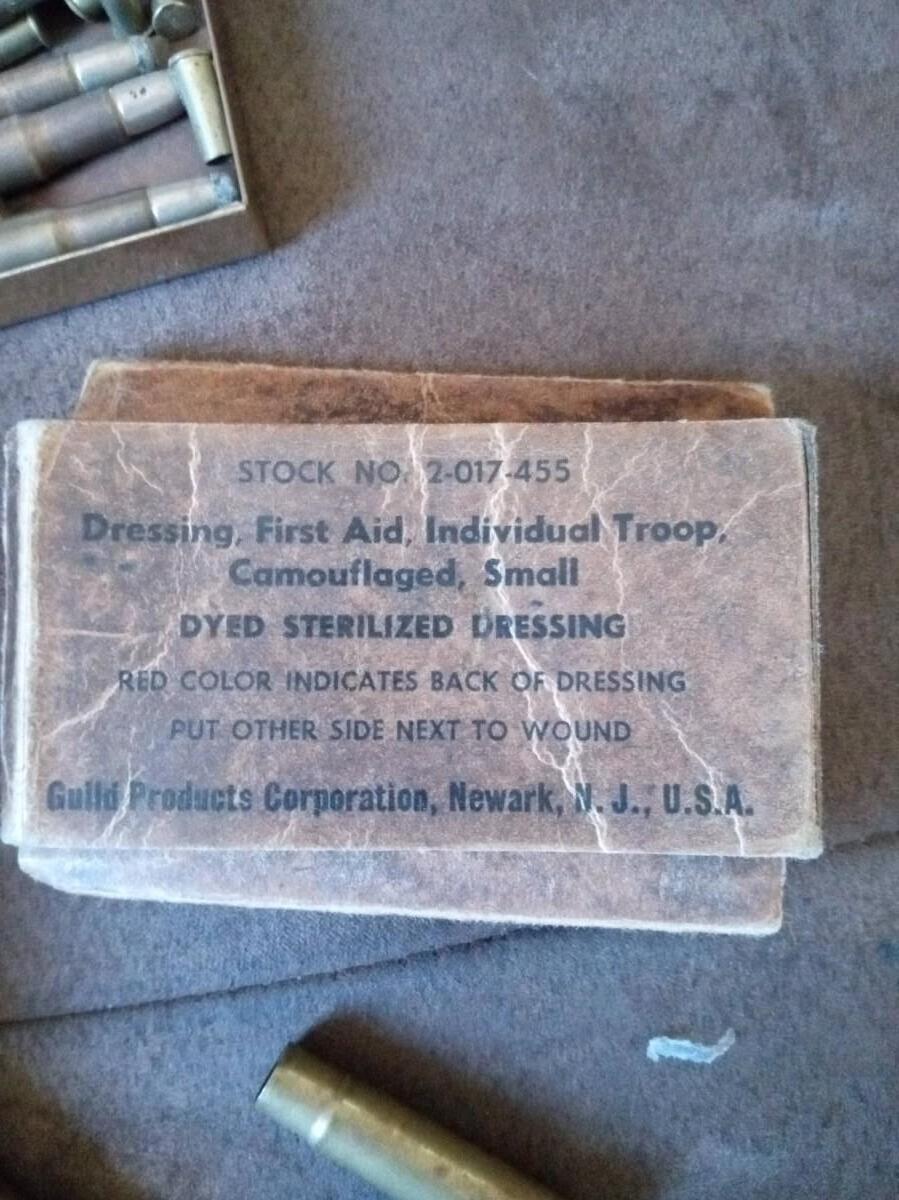 STOCK NO. 2-017-455
Dressing, First Aid, Individual Troop,
Camouflaged, Small
DYED STERILIZED DRESSING
RED COLOR INDICATES BACK OF DRESSING
PUT OTHER SIDE NEXT TO WOUND
Guild Products Corporation, Newark, N. J., U.S.A.